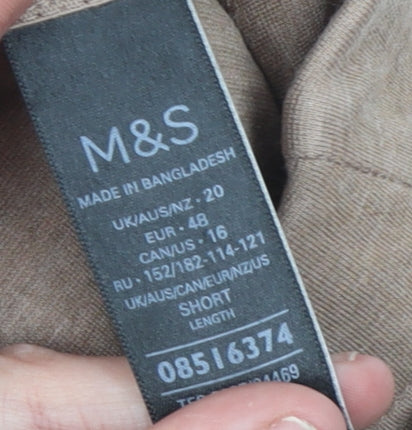 M&S
MADE IN BANGLADESH
UK/AUS/NZ • 20
EUR • 48
CAN/US • 16
RU • 152/182-114-121
UK/AUS/CAN/EUR/NZ/US
SHORT
LENGTH
08516374